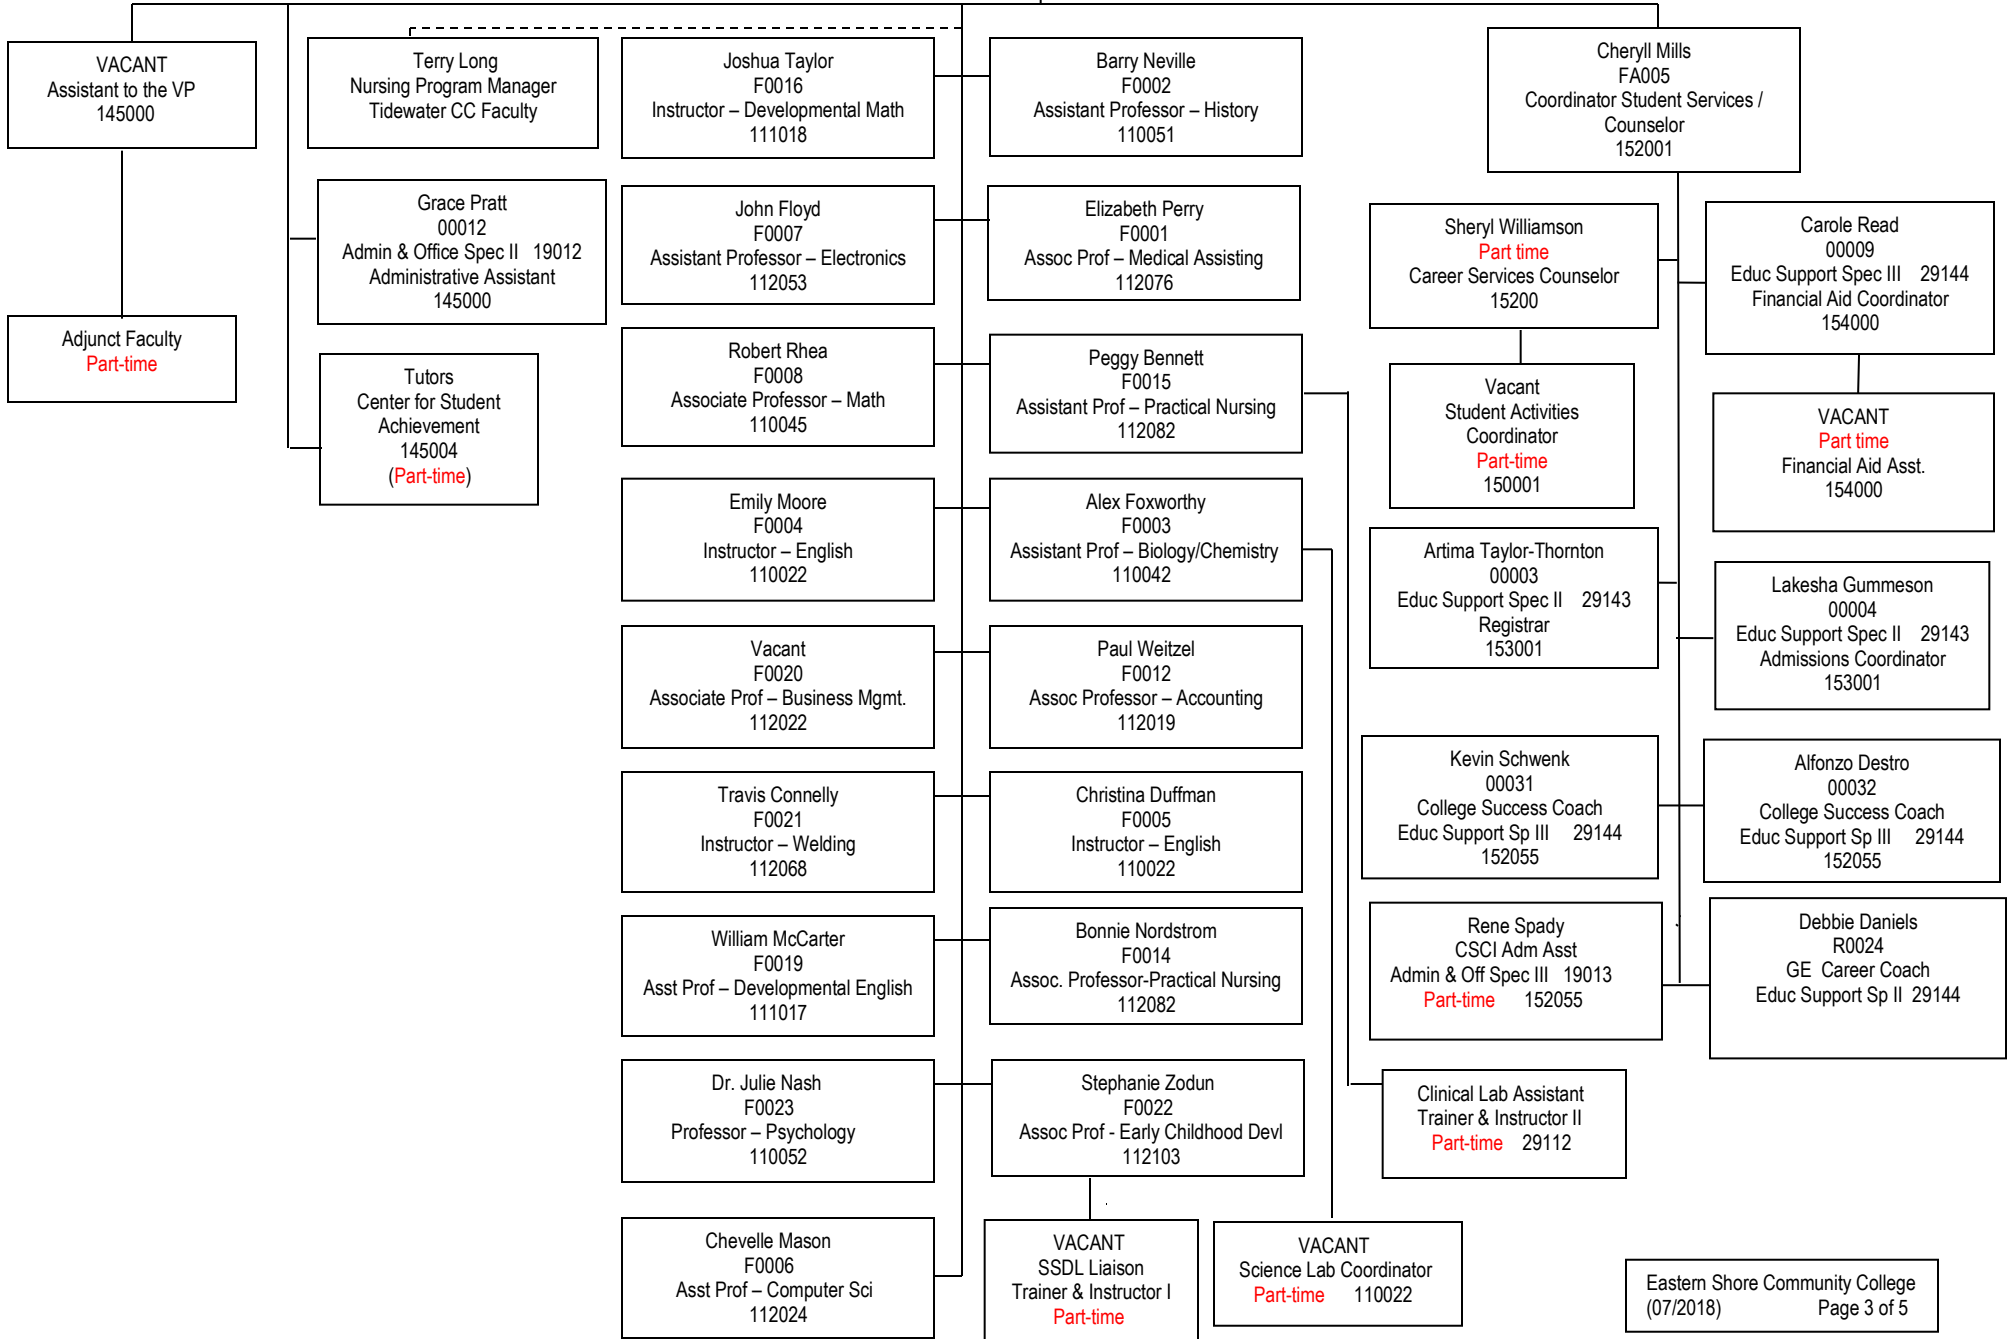 VACANT
Assistant to the VP
145000
Adjunct Faculty
Part-time
Terry Long
Nursing Program Manager
Tidewater CC Faculty
Grace Pratt
00012
Admin & Office Spec II 19012
Administrative Assistant
145000
Tutors
Center for Student
Achievement
145004
(Part-time)
Joshua Taylor
F0016
Instructor – Developmental Math
111018
Barry Neville
F0002
Assistant Professor – History
110051
John Floyd
F0007
Assistant Professor – Electronics
112053
Elizabeth Perry
F0001
Assoc Prof – Medical Assisting
112076
Robert Rhea
F0008
Associate Professor – Math
110045
Peggy Bennett
F0015
Assistant Prof – Practical Nursing
112082
Emily Moore
F0004
Instructor – English
110022
Alex Foxworthy
F0003
Assistant Prof – Biology/Chemistry
110042
Vacant
F0020
Associate Prof – Business Mgmt.
112022
Paul Weitzel
F0012
Assoc Professor – Accounting
112019
Travis Connelly
F0021
Instructor – Welding
112068
Christina Duffman
F0005
Instructor – English
110022
William McCarter
F0019
Asst Prof – Developmental English
111017
Bonnie Nordstrom
F0014
Assoc. Professor-Practical Nursing
112082
Dr. Julie Nash
F0023
Professor – Psychology
110052
Stephanie Zodun
F0022
Assoc Prof - Early Childhood Devl
112103
Chevelle Mason
F0006
Asst Prof – Computer Sci
112024
VACANT
SSDL Liaison
Trainer & Instructor I
Part-time
VACANT
Science Lab Coordinator
Part-time 110022
Clinical Lab Assistant
Trainer & Instructor II
Part-time 29112
Cheryll Mills
FA005
Coordinator Student Services /
Counselor
152001
Sheryl Williamson
Part time
Career Services Counselor
15200
Carole Read
00009
Educ Support Spec III 29144
Financial Aid Coordinator
154000
Vacant
Student Activities
Coordinator
Part-time
150001
VACANT
Part time
Financial Aid Asst.
154000
Artima Taylor-Thornton
00003
Educ Support Spec II 29143
Registrar
153001
Lakesha Gummeson
00004
Educ Support Spec II 29143
Admissions Coordinator
153001
Kevin Schwenk
00031
College Success Coach
Educ Support Sp III 29144
152055
Alfonzo Destro
00032
College Success Coach
Educ Support Sp III 29144
152055
Rene Spady
CSCI Adm Asst
Admin & Off Spec III 19013
Part-time 152055
Debbie Daniels
R0024
GE Career Coach
Educ Support Sp II 29144
Eastern Shore Community College
(07/2018) Page 3 of 5